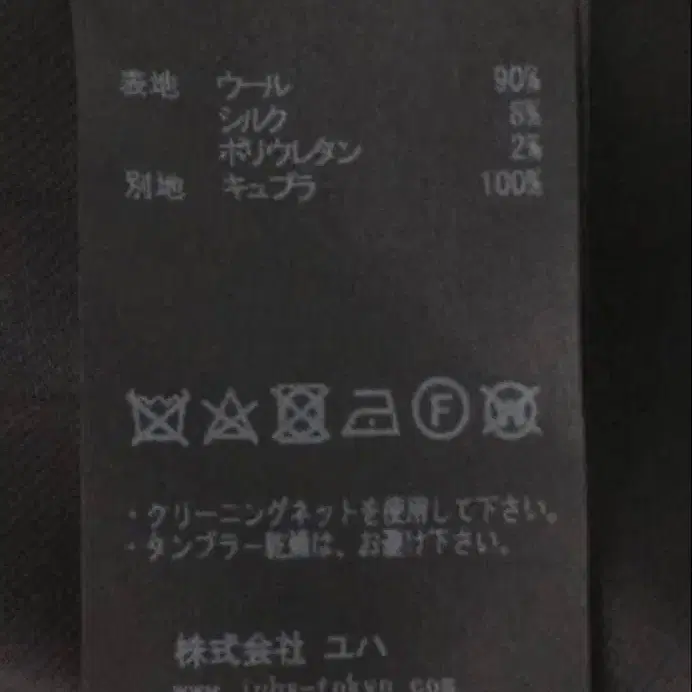 表地 ウール 90%
シルク 8%
ポリウレタン 2%
別地 キュプラ 100%
F W
・クリーニングネットを使用して下さい。
・タンブラー乾燥は、お避け下さい。
株式会社 ユハ